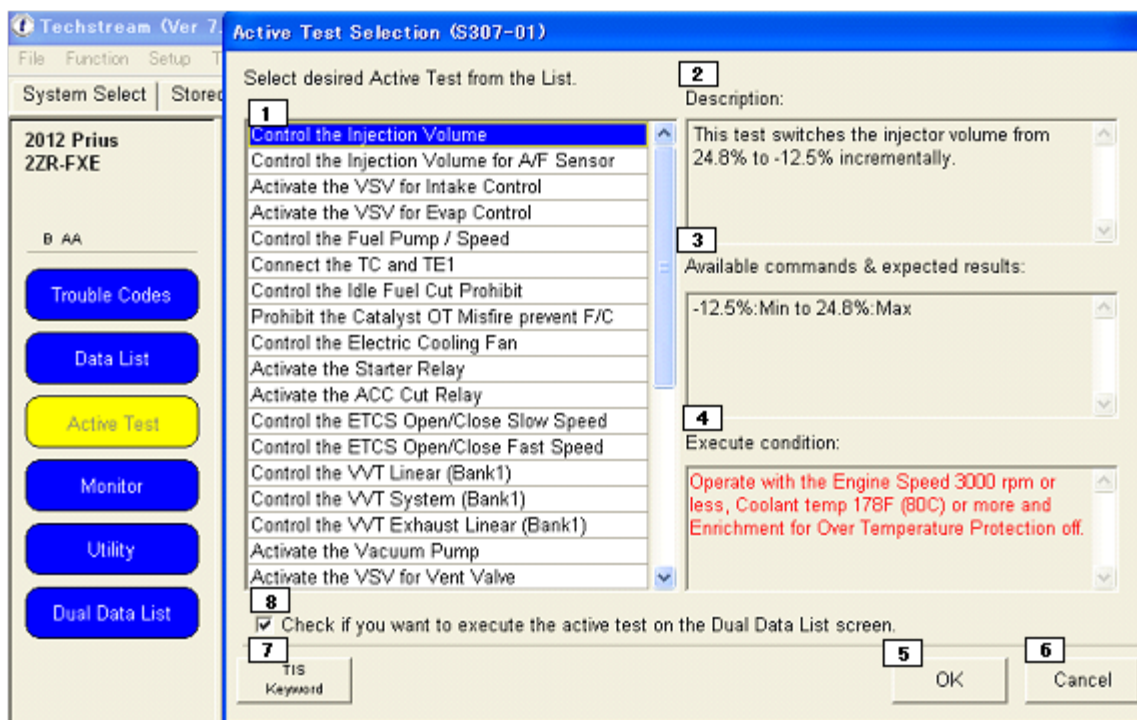 Techstream (Ver 7.
Active Test Selection (S307-01)
File Function Setup T
System Select Stored
2012 Prius
2ZR-FXE
B AA
Trouble Codes
Data List
Active Test
Monitor
Utility
Dual Data List
Select desired Active Test from the List.
1
Control the Injection Volume
Control the Injection Volume for A/F Sensor
Activate the VSV for Intake Control
Activate the VSV for Evap Control
Control the Fuel Pump / Speed
Connect the TC and TE1
Control the Idle Fuel Cut Prohibit
Prohibit the Catalyst OT Misfire prevent F/C
Control the Electric Cooling Fan
Activate the Starter Relay
Activate the ACC Cut Relay
Control the ETCS Open/Close Slow Speed
Control the ETCS Open/Close Fast Speed
Control the VVT Linear (Bank1)
Control the VVT System (Bank1)
Control the VVT Exhaust Linear (Bank1)
Activate the Vacuum Pump
Activate the VSV for Vent Valve
2
Description:
This test switches the injector volume from
24.8% to -12.5% incrementally.
3
Available commands & expected results:
-12.5%:Min to 24.8%:Max
4
Execute condition:
Operate with the Engine Speed 3000 rpm or
less, Coolant temp 178F (80C) or more and
Enrichment for Over Temperature Protection off.
8
Check if you want to execute the active test on the Dual Data List screen.
7
TIS
Keyword
5
OK
6
Cancel